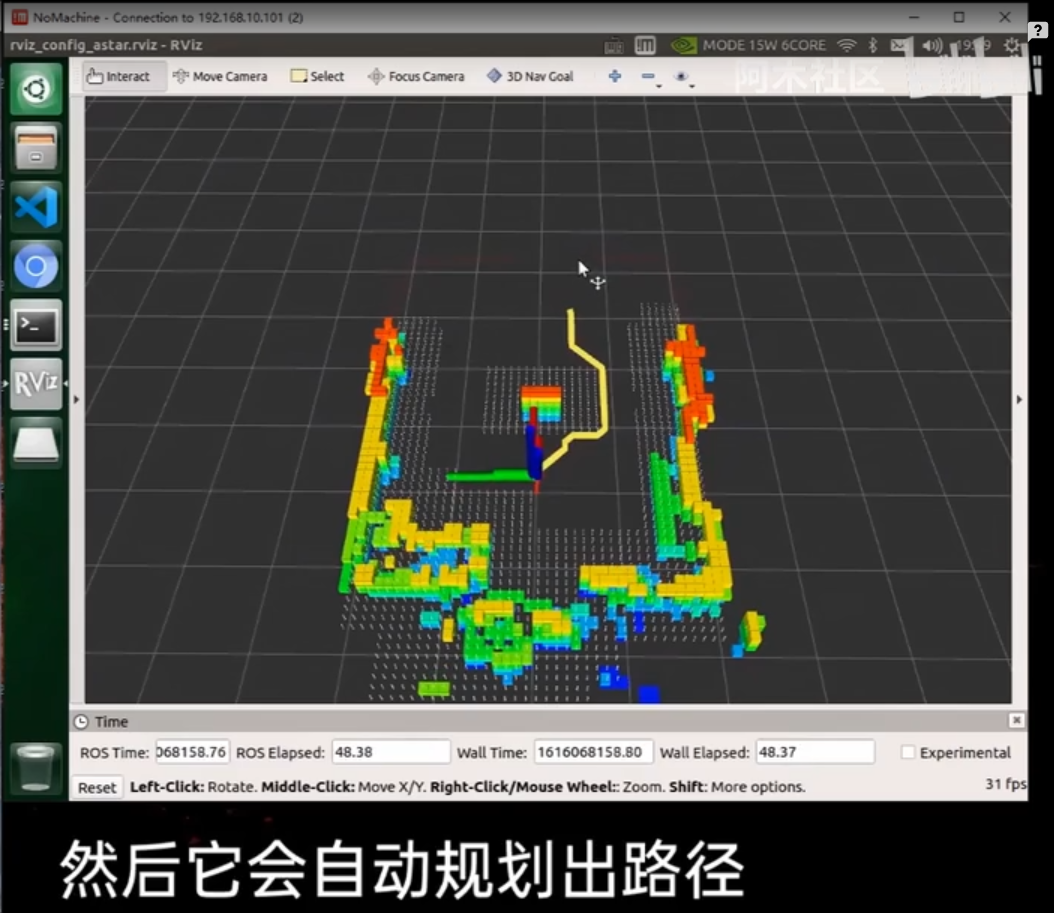 NoMachine - Connection to 192.168.10.101 (2)
rviz_config_astar.rviz - RViz
MODE 15W 6CORE
Interact Move Camera Select Focus Camera 3D Nav Goal
阿木社区 bilibili
RViz
Time
ROS Time: 068158.76 ROS Elapsed: 48.38 Wall Time: 1616068158.80 Wall Elapsed: 48.37 Experimental
Reset Left-Click: Rotate. Middle-Click: Move X/Y. Right-Click/Mouse Wheel:: Zoom. Shift: More options. 31 fps
然后它会自动规划出路径